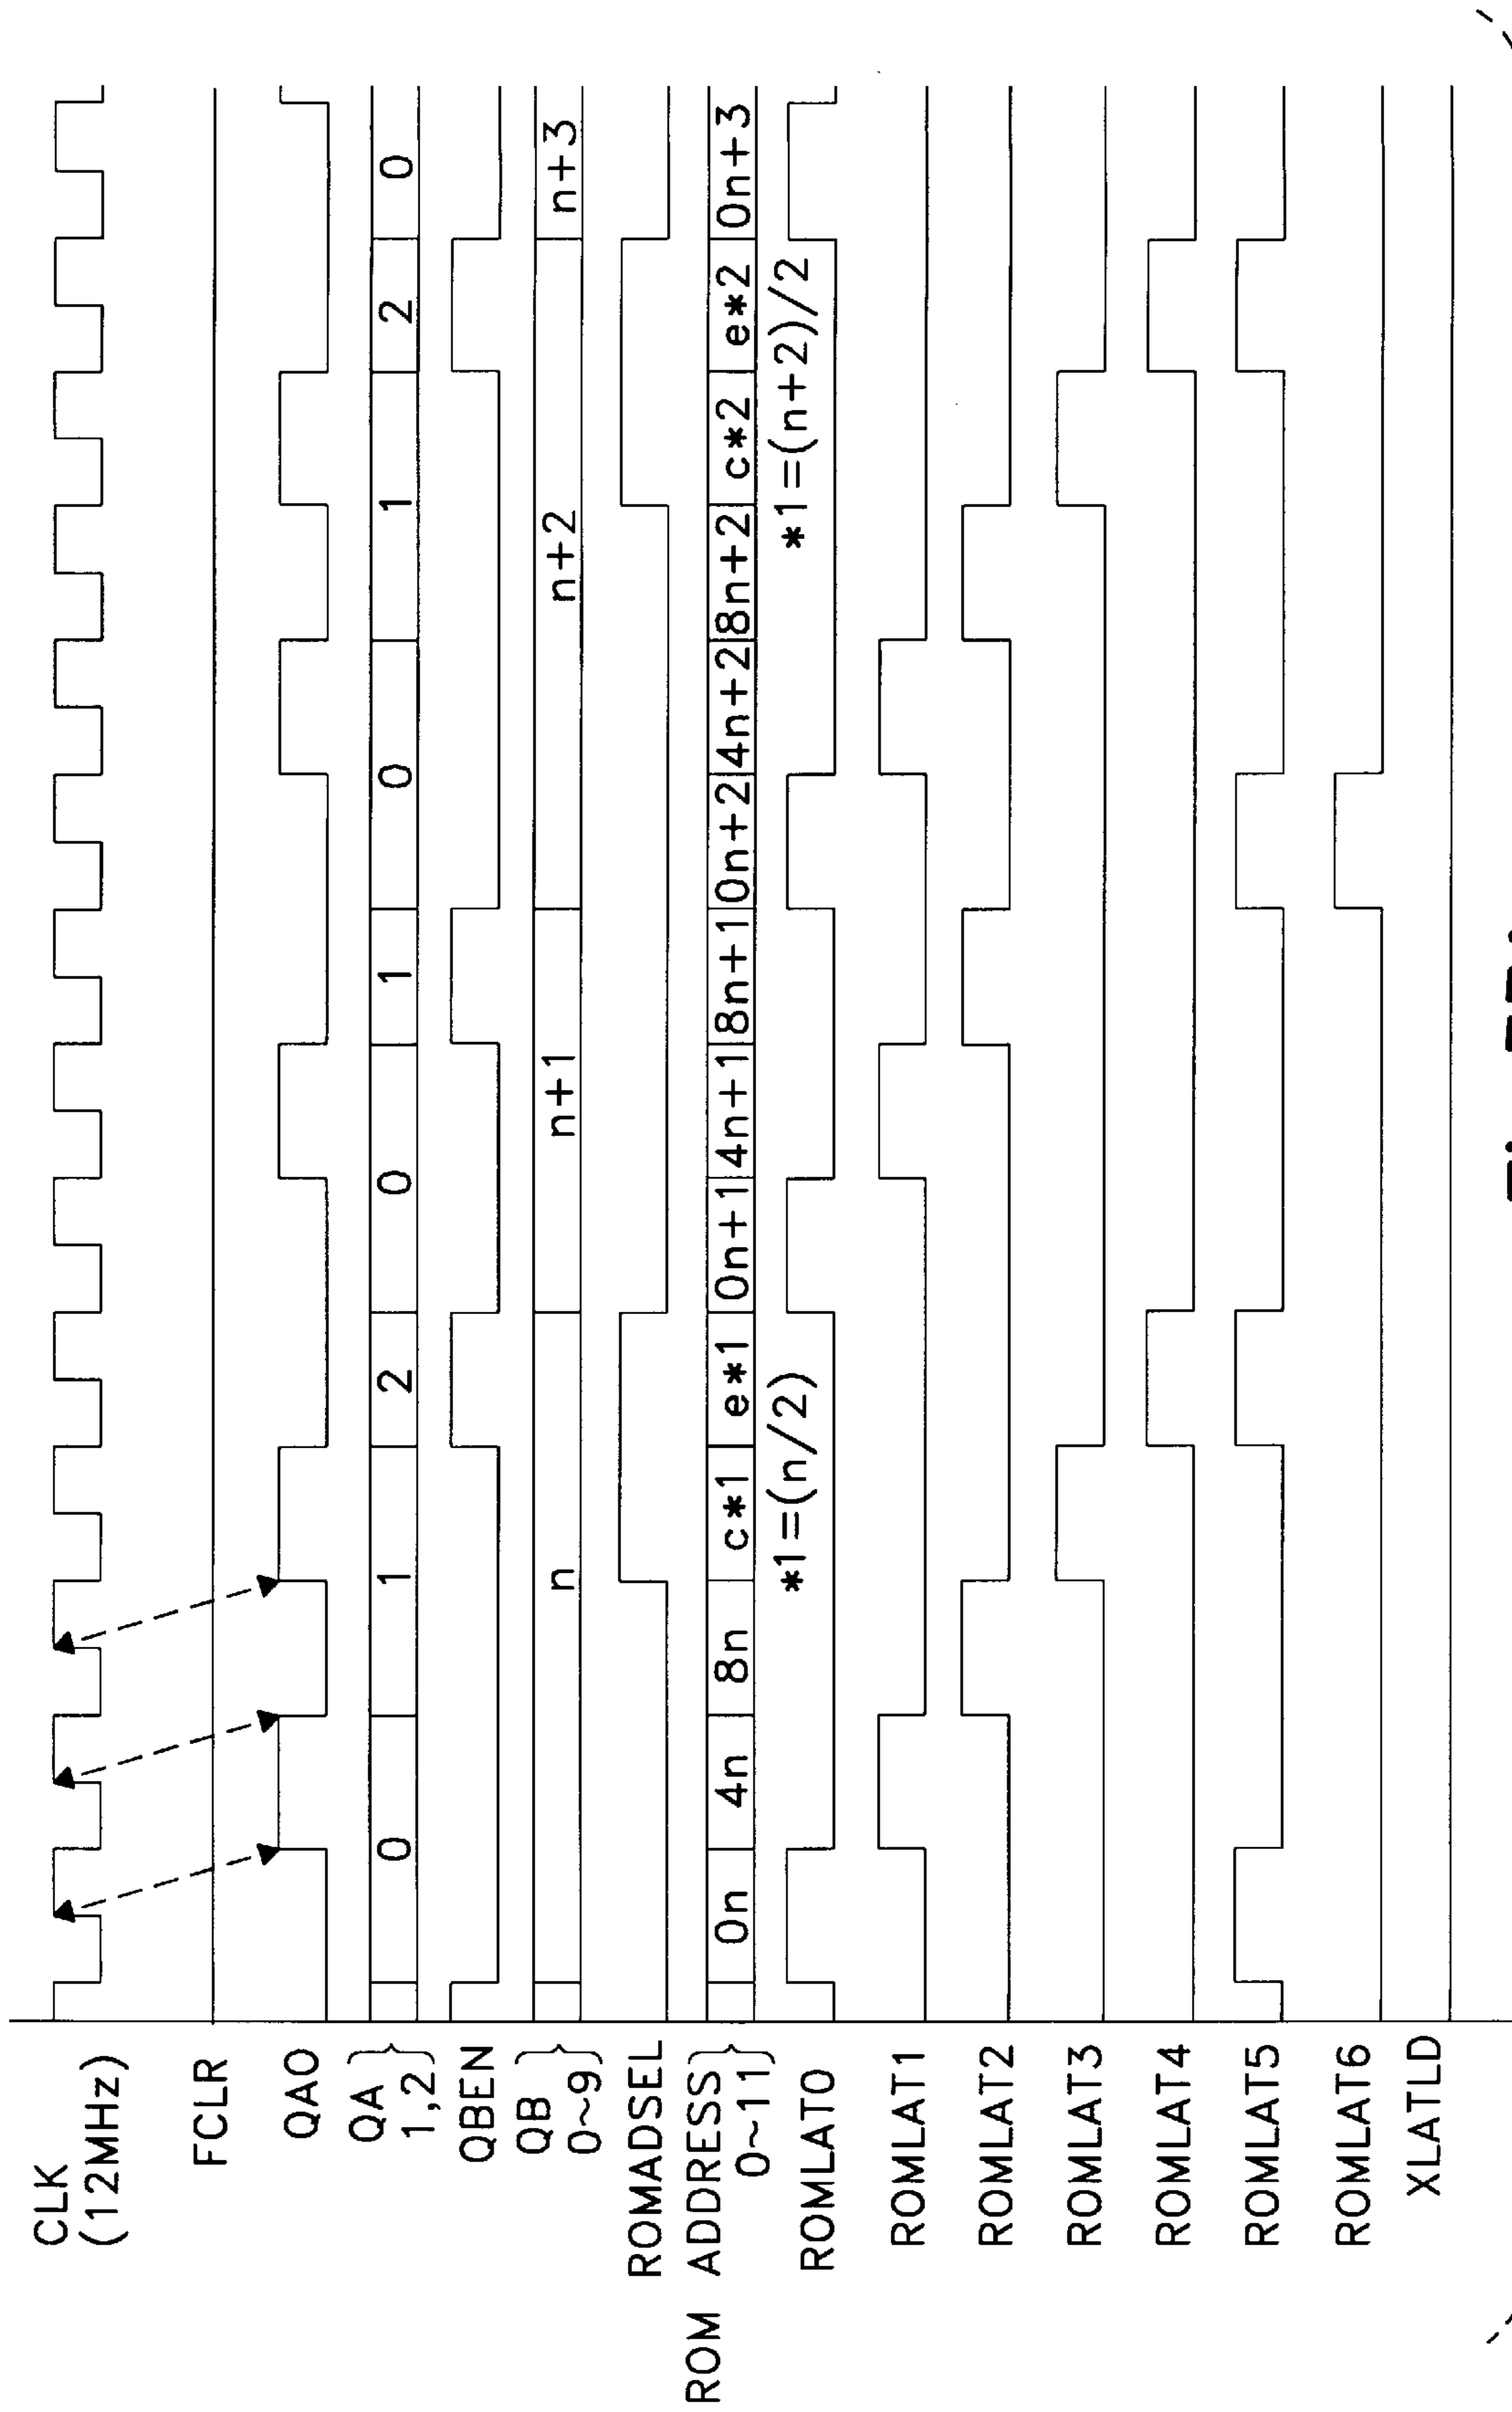 CLK
(12MHz)
FCLR
QA0
QA
1,2
0 1 2 0 1 0 1 2 0
QBEN
QB
0~9
n n+1 n+2 n+3
ROMADSEL
ROM ADDRESS
0~11
0n 4n 8n c*1 e*1 0n+1 4n+1 8n+1 0n+2 4n+2 8n+2 c*2 e*2 0n+3
*1=(n/2) *1=(n+2)/2
ROMLAT0
ROMLAT1
ROMLAT2
ROMLAT3
ROMLAT4
ROMLAT5
ROMLAT6
XLATLD